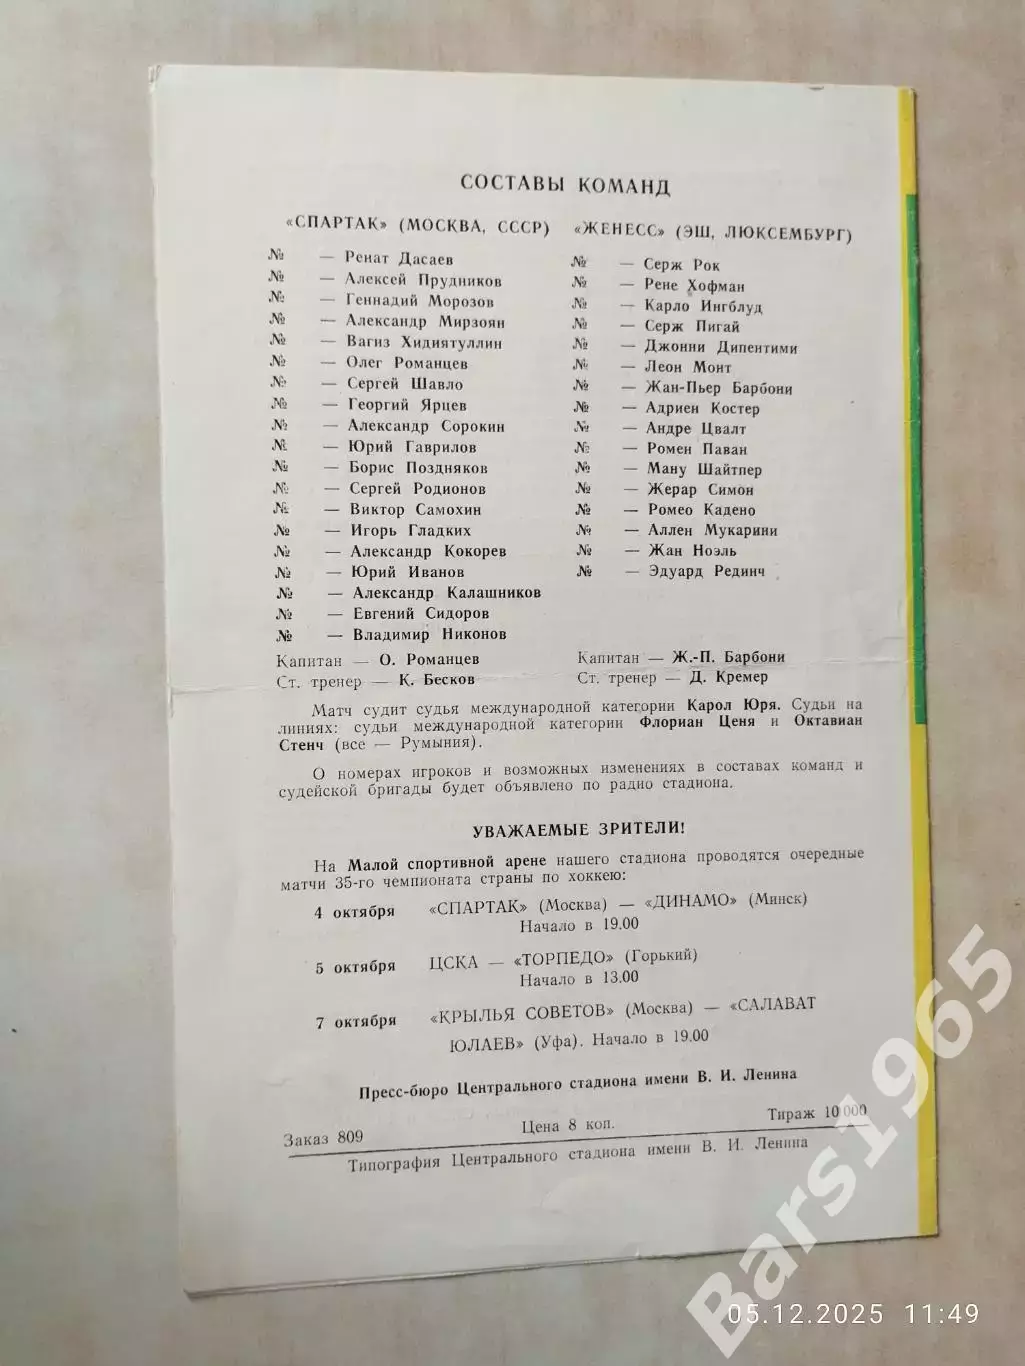 СОСТАВЫ КОМАНД
«СПАРТАК» (МОСКВА, СССР)
№ — Ренат Дасаев
№ — Алексей Прудников
№ — Геннадий Морозов
№ — Александр Мирзоян
№ — Вагиз Хидиятуллин
№ — Олег Романцев
№ — Сергей Шавло
№ — Георгий Ярцев
№ — Александр Сорокин
№ — Юрий Гаврилов
№ — Борис Поздняков
№ — Сергей Родионов
№ — Виктор Самохин
№ — Игорь Гладких
№ — Александр Кокорев
№ — Юрий Иванов
№ — Александр Калашников
№ — Евгений Сидоров
№ — Владимир Никонов
Капитан — О. Романцев
Ст. тренер — К. Бесков
«ЖЕНЕСС» (ЭШ, ЛЮКСЕМБУРГ)
№ — Серж Рок
№ — Рене Хофман
№ — Карло Ингблуд
№ — Серж Пигай
№ — Джонни Дипентими
№ — Леон Монт
№ — Жан-Пьер Барбони
№ — Адриен Костер
№ — Андре Цвалт
№ — Ромен Паван
№ — Ману Шайтпер
№ — Жерар Симон
№ — Ромео Кадено
№ — Аллен Мукарини
№ — Жан Ноэль
№ — Эдуард Рединч
Капитан — Ж.-П. Барбони
Ст. тренер — Д. Кремер
Матч судит судья международной категории Карол Юря. Судьи на
линиях: судьи международной категории Флориан Ценя и Октавиан
Стенч (все — Румыния).
О номерах игроков и возможных изменениях в составах команд и
судейской бригады будет объявлено по радио стадиона.
УВАЖАЕМЫЕ ЗРИТЕЛИ!
На Малой спортивной арене нашего стадиона проводятся очередные
матчи 35-го чемпионата страны по хоккею:
4 октября «СПАРТАК» (Москва) — «ДИНАМО» (Минск)
Начало в 19.00
5 октября ЦСКА — «ТОРПЕДО» (Горький)
Начало в 13.00
7 октября «КРЫЛЬЯ СОВЕТОВ» (Москва) — «САЛАВАТ
ЮЛАЕВ» (Уфа). Начало в 19.00
Пресс-бюро Центрального стадиона имени В. И. Ленина
Заказ 809 Цена 8 коп. Тираж 10 000
Типография Центрального стадиона имени В. И. Ленина
Bars1965
05.12.2025 11:49